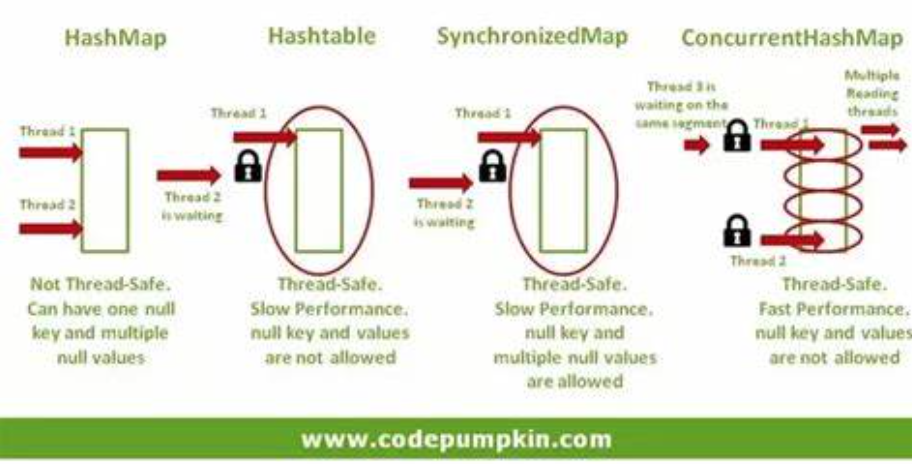 HashMap
Hashtable
SynchronizedMap
ConcurrentHashMap
Thread 1
Thread 2
Not Thread-Safe.
Can have one null
key and multiple
null values
Thread 1
Thread 2
is waiting
Thread-Safe.
Slow Performance.
null key and values
are not allowed
Thread 1
Thread 2
is waiting
Thread-Safe.
Slow Performance.
null key and
multiple null values
are allowed
Thread 3 is
waiting on the
same segment
Thread 1
Multiple
Reading
threads
Thread 2
Thread-Safe.
Fast Performance.
null key and values
are not allowed
www.codepumpkin.com